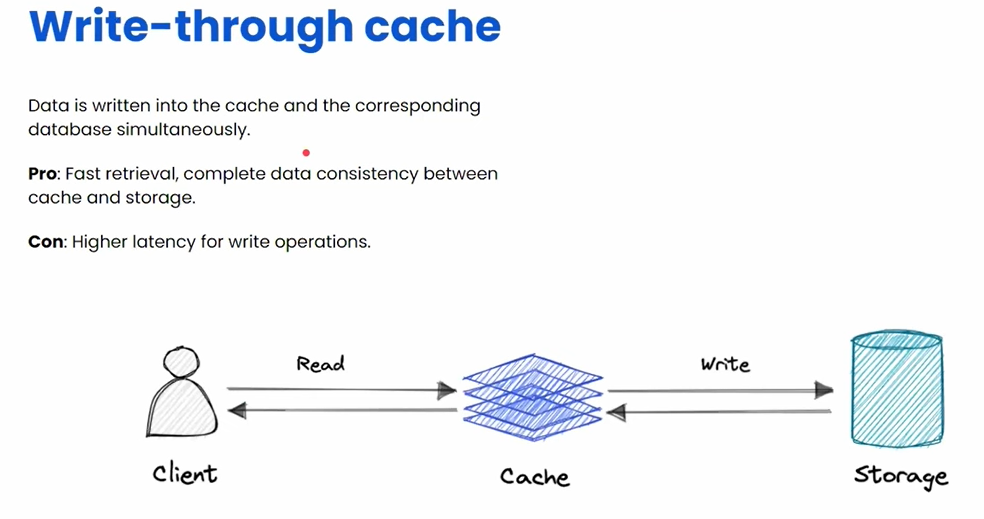 Write-through cache
Data is written into the cache and the corresponding
database simultaneously.
Pro: Fast retrieval, complete data consistency between
cache and storage.
Con: Higher latency for write operations.
Read
Write
Client
Cache
Storage